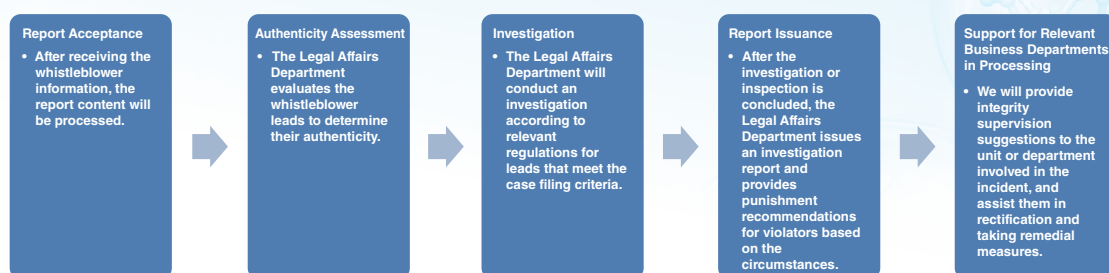 Report Acceptance
• After receiving the
whistleblower
information, the
report content will
be processed.
Authenticity Assessment
• The Legal Affairs
Department
evaluates the
whistleblower
leads to determine
their authenticity.
Investigation
• The Legal Affairs
Department will
conduct an
investigation
according to
relevant
regulations for
leads that meet the
case filing criteria.
Report Issuance
• After the
investigation or
inspection is
concluded, the
Legal Affairs
Department issues
an investigation
report and
provides
punishment
recommendations
for violators based
on the
circumstances.
Support for Relevant
Business Departments
in Processing
• We will provide
integrity
supervision
suggestions to the
unit or department
involved in the
incident, and
assist them in
rectification and
taking remedial
measures.